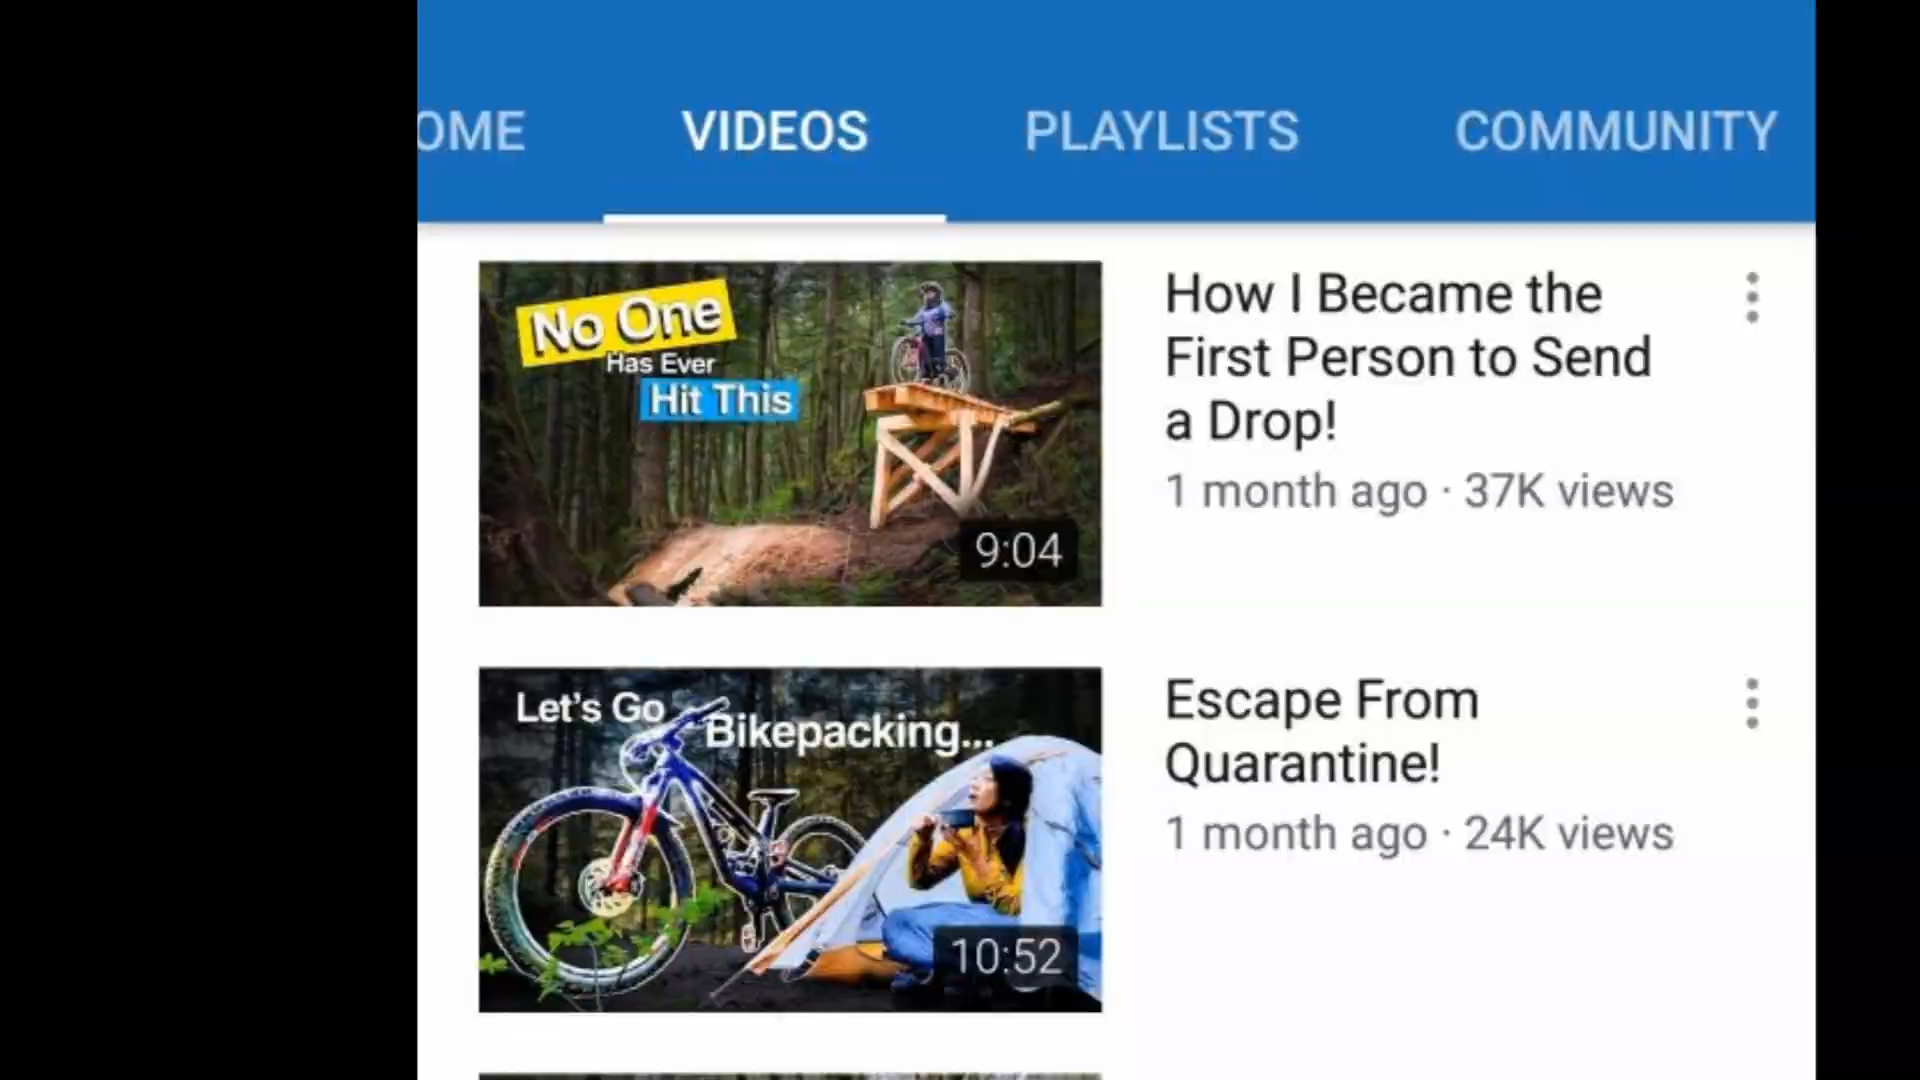 OME VIDEOS PLAYLISTS COMMUNITY
No One
Has Ever
Hit This
9:04
How I Became the
First Person to Send
a Drop!
1 month ago · 37K views
Let's Go
Bikepacking...
10:52
Escape From
Quarantine!
1 month ago · 24K views